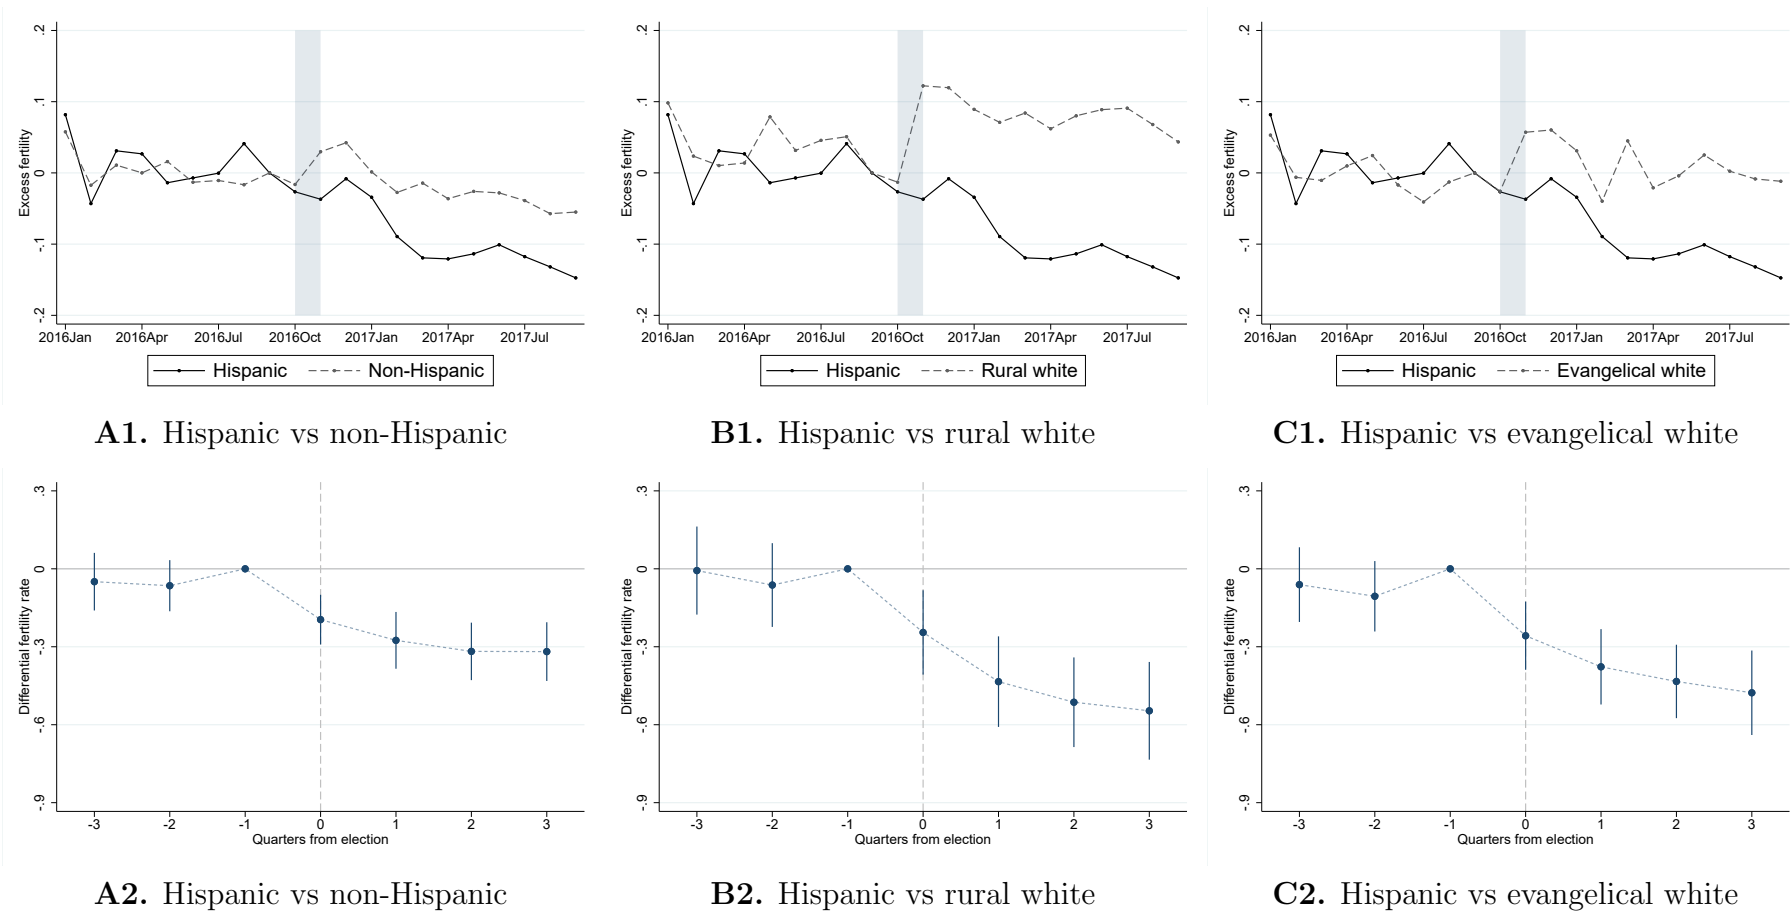 .2
.1
0
-.1
-.2
Excess fertility
2016Jan 2016Apr 2016Jul 2016Oct 2017Jan 2017Apr 2017Jul
Hispanic Non-Hispanic
A1. Hispanic vs non-Hispanic
.2
.1
0
-.1
-.2
Excess fertility
2016Jan 2016Apr 2016Jul 2016Oct 2017Jan 2017Apr 2017Jul
Hispanic Rural white
B1. Hispanic vs rural white
.2
.1
0
-.1
-.2
Excess fertility
2016Jan 2016Apr 2016Jul 2016Oct 2017Jan 2017Apr 2017Jul
Hispanic Evangelical white
C1. Hispanic vs evangelical white
.3
0
-.3
-.6
-.9
Differential fertility rate
-3 -2 -1 0 1 2 3
Quarters from election
A2. Hispanic vs non-Hispanic
.3
0
-.3
-.6
-.9
Differential fertility rate
-3 -2 -1 0 1 2 3
Quarters from election
B2. Hispanic vs rural white
.3
0
-.3
-.6
-.9
Differential fertility rate
-3 -2 -1 0 1 2 3
Quarters from election
C2. Hispanic vs evangelical white